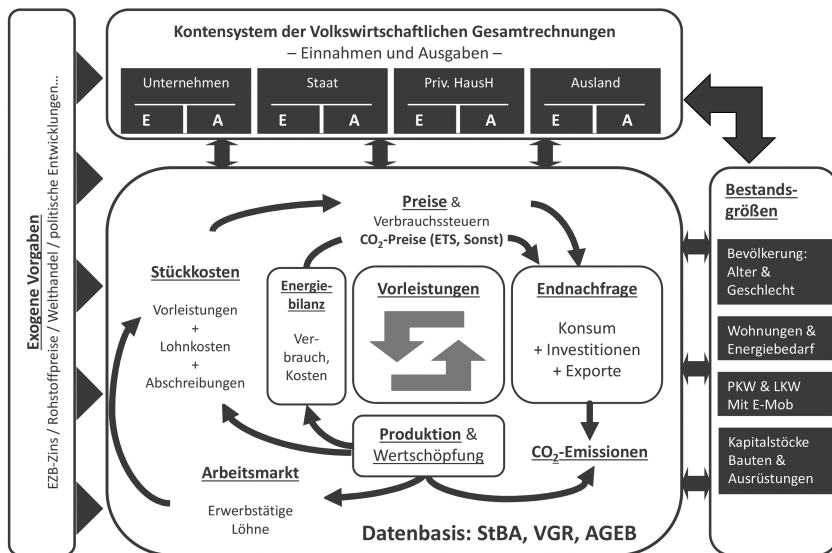 Exogene Vorgaben
EZB-Zins / Rohstoffpreise / Welthandel / politische Entwicklungen...
Kontensystem der Volkswirtschaftlichen Gesamtrechnungen
– Einnahmen und Ausgaben –
Unternehmen
E A
Staat
E A
Priv. HausH
E A
Ausland
E A
Preise &
Verbrauchssteuern
CO2-Preise (ETS, Sonst)
Stückkosten
Vorleistungen
+
Lohnkosten
+
Abschreibungen
Energie-
bilanz
Ver-
brauch,
Kosten
Vorleistungen
Endnachfrage
Konsum
+ Investitionen
+ Exporte
Produktion &
Wertschöpfung
CO2-Emissionen
Arbeitsmarkt
Erwerbstätige
Löhne
Datenbasis: StBA, VGR, AGEB
Bestands-
größen
Bevölkerung:
Alter &
Geschlecht
Wohnungen &
Energiebedarf
PKW & LKW
Mit E-Mob
Kapitalstöcke
Bauten &
Ausrüstungen